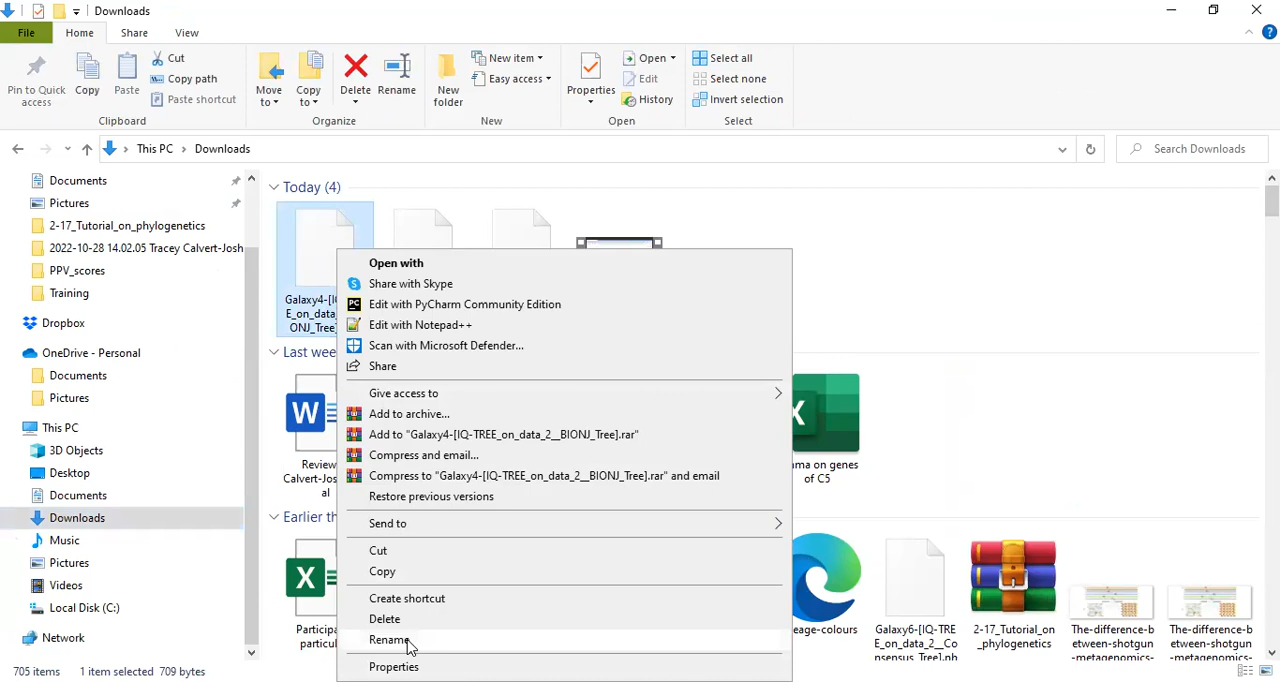 Downloads
File Home Share View
Pin to Quick access
Copy
Paste
Cut
Copy path
Paste shortcut
Clipboard
Move to
Copy to
Delete
Rename
Organize
New folder
New item
Easy access
New
Properties
Open
Edit
History
Open
Select all
Select none
Invert selection
Select
This PC > Downloads
Search Downloads
Documents
Pictures
2-17_Tutorial_on_phylogenetics
2022-10-28 14.02.05 Tracey Calvert-Josh
PPV_scores
Training
Dropbox
OneDrive - Personal
Documents
Pictures
This PC
3D Objects
Desktop
Documents
Downloads
Music
Pictures
Videos
Local Disk (C:)
Network
Today (4)
Galaxy4-[
E_on_data_
ONJ_Tree]
Last wee
W
Review
Calvert-Jos
al
Earlier th
X
Participa
particul
Open with
Share with Skype
Edit with PyCharm Community Edition
Edit with Notepad++
Scan with Microsoft Defender...
Share
Give access to
Add to archive...
Add to "Galaxy4-[IQ-TREE_on_data_2__BIONJ_Tree].rar"
Compress and email...
Compress to "Galaxy4-[IQ-TREE_on_data_2__BIONJ_Tree].rar" and email
Restore previous versions
Send to
Cut
Copy
Create shortcut
Delete
Rename
Properties
X
ma on genes
of C5
eage-colours
Galaxy6-[IQ-TRE
E_on_data_2__Co
nsensus_Tree].nh
2-17_Tutorial_on
_phylogenetics
The-difference-b
etween-shotgun
-metagenomics-
The-difference-b
etween-shotgun
-metagenomics-
705 items 1 item selected 709 bytes